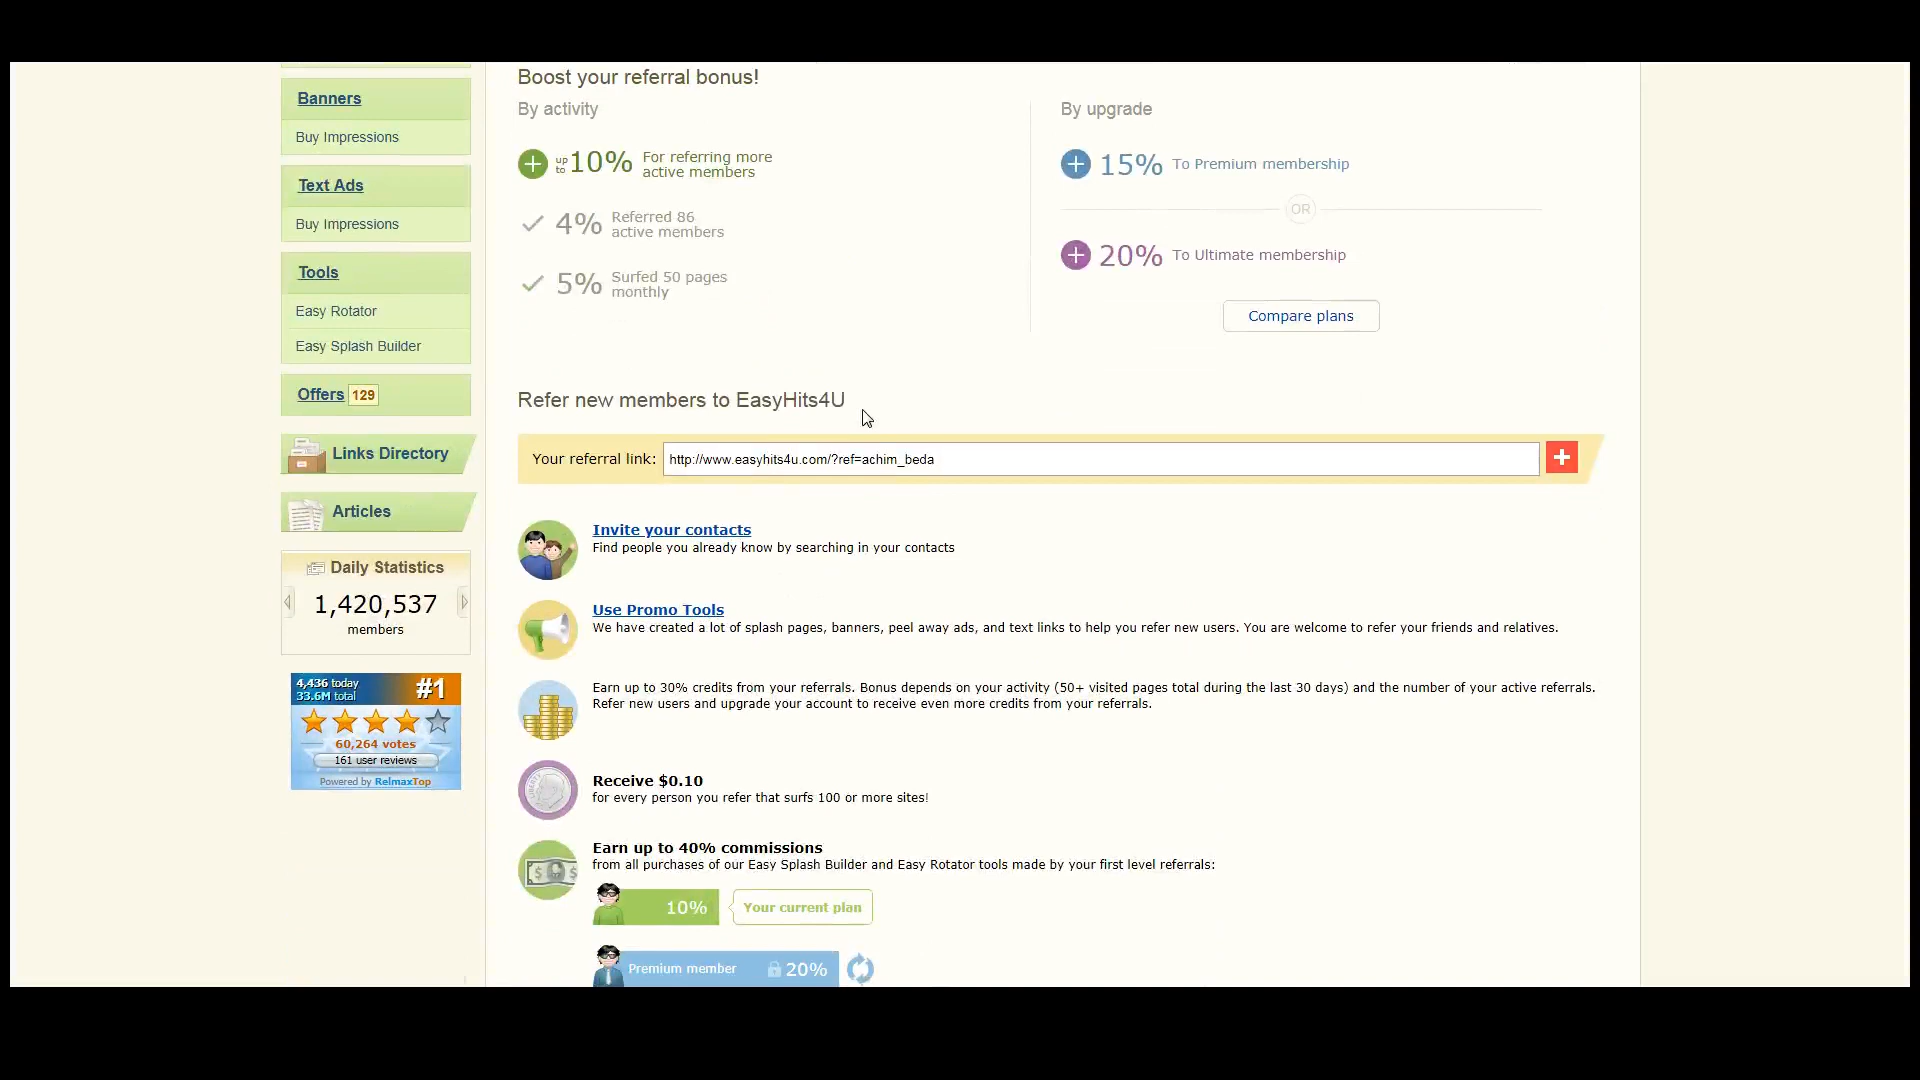 Banners
Buy Impressions
Text Ads
Buy Impressions
Tools
Easy Rotator
Easy Splash Builder
Offers 129
Links Directory
Articles
Daily Statistics
1,420,537
members
4,436 today
33.6M total
#1
60,264 votes
161 user reviews
Powered by RelmaxTop
Boost your referral bonus!
By activity
up to 10% For referring more
active members
4% Referred 86
active members
5% Surfed 50 pages
monthly
By upgrade
15% To Premium membership
OR
20% To Ultimate membership
Compare plans
Refer new members to EasyHits4U
Your referral link: http://www.easyhits4u.com/?ref=achim_beda
Invite your contacts
Find people you already know by searching in your contacts
Use Promo Tools
We have created a lot of splash pages, banners, peel away ads, and text links to help you refer new users. You are welcome to refer your friends and relatives.
Earn up to 30% credits from your referrals. Bonus depends on your activity (50+ visited pages total during the last 30 days) and the number of your active referrals.
Refer new users and upgrade your account to receive even more credits from your referrals.
Receive $0.10
for every person you refer that surfs 100 or more sites!
Earn up to 40% commissions
from all purchases of our Easy Splash Builder and Easy Rotator tools made by your first level referrals:
10% Your current plan
Premium member 20%